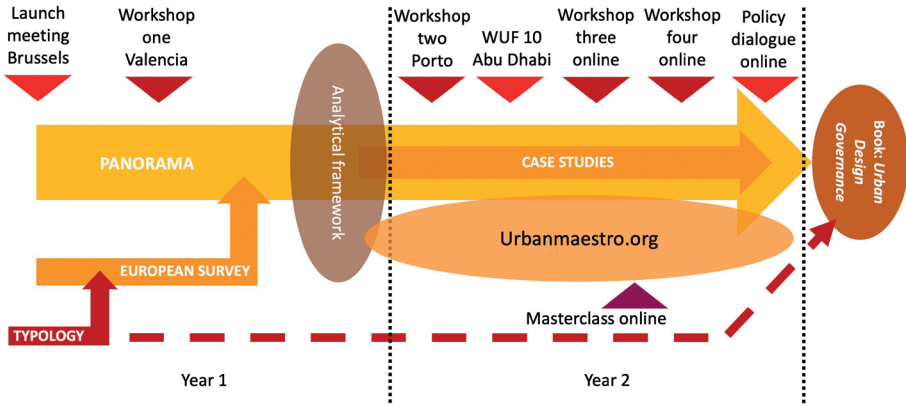 Launch
meeting
Brussels
Workshop
one
Valencia
Workshop
two
Porto
WUF 10
Abu Dhabi
Workshop
three
online
Workshop
four
online
Policy
dialogue
online
Analytical framework
PANORAMA
CASE STUDIES
Book: Urban
Design
Governance
Urbanmaestro.org
EUROPEAN SURVEY
Masterclass online
TYPOLOGY
Year 1
Year 2